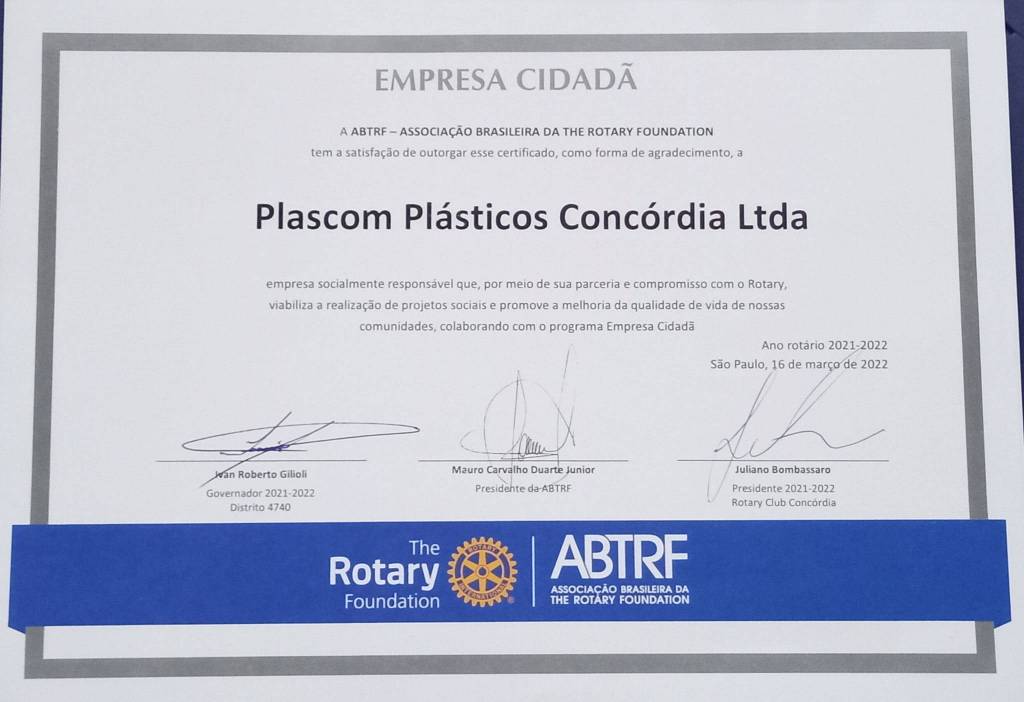 EMPRESA CIDADÃ
A ABTRF – ASSOCIAÇÃO BRASILEIRA DA THE ROTARY FOUNDATION
tem a satisfação de outorgar esse certificado, como forma de agradecimento, a
Plascom Plásticos Concórdia Ltda
empresa socialmente responsável que, por meio de sua parceria e compromisso com o Rotary,
viabiliza a realização de projetos sociais e promove a melhoria da qualidade de vida de nossas
comunidades, colaborando com o programa Empresa Cidadã
Ano rotário 2021-2022
São Paulo, 16 de março de 2022
Ivan Roberto Gilioli
Governador 2021-2022
Distrito 4740
Mauro Carvalho Duarte Junior
Presidente da ABTRF
Juliano Bombassaro
Presidente 2021-2022
Rotary Club Concórdia
The
Rotary
Foundation
ROTARY
INTERNATIONAL
ABTRF
ASSOCIAÇÃO BRASILEIRA DA
THE ROTARY FOUNDATION